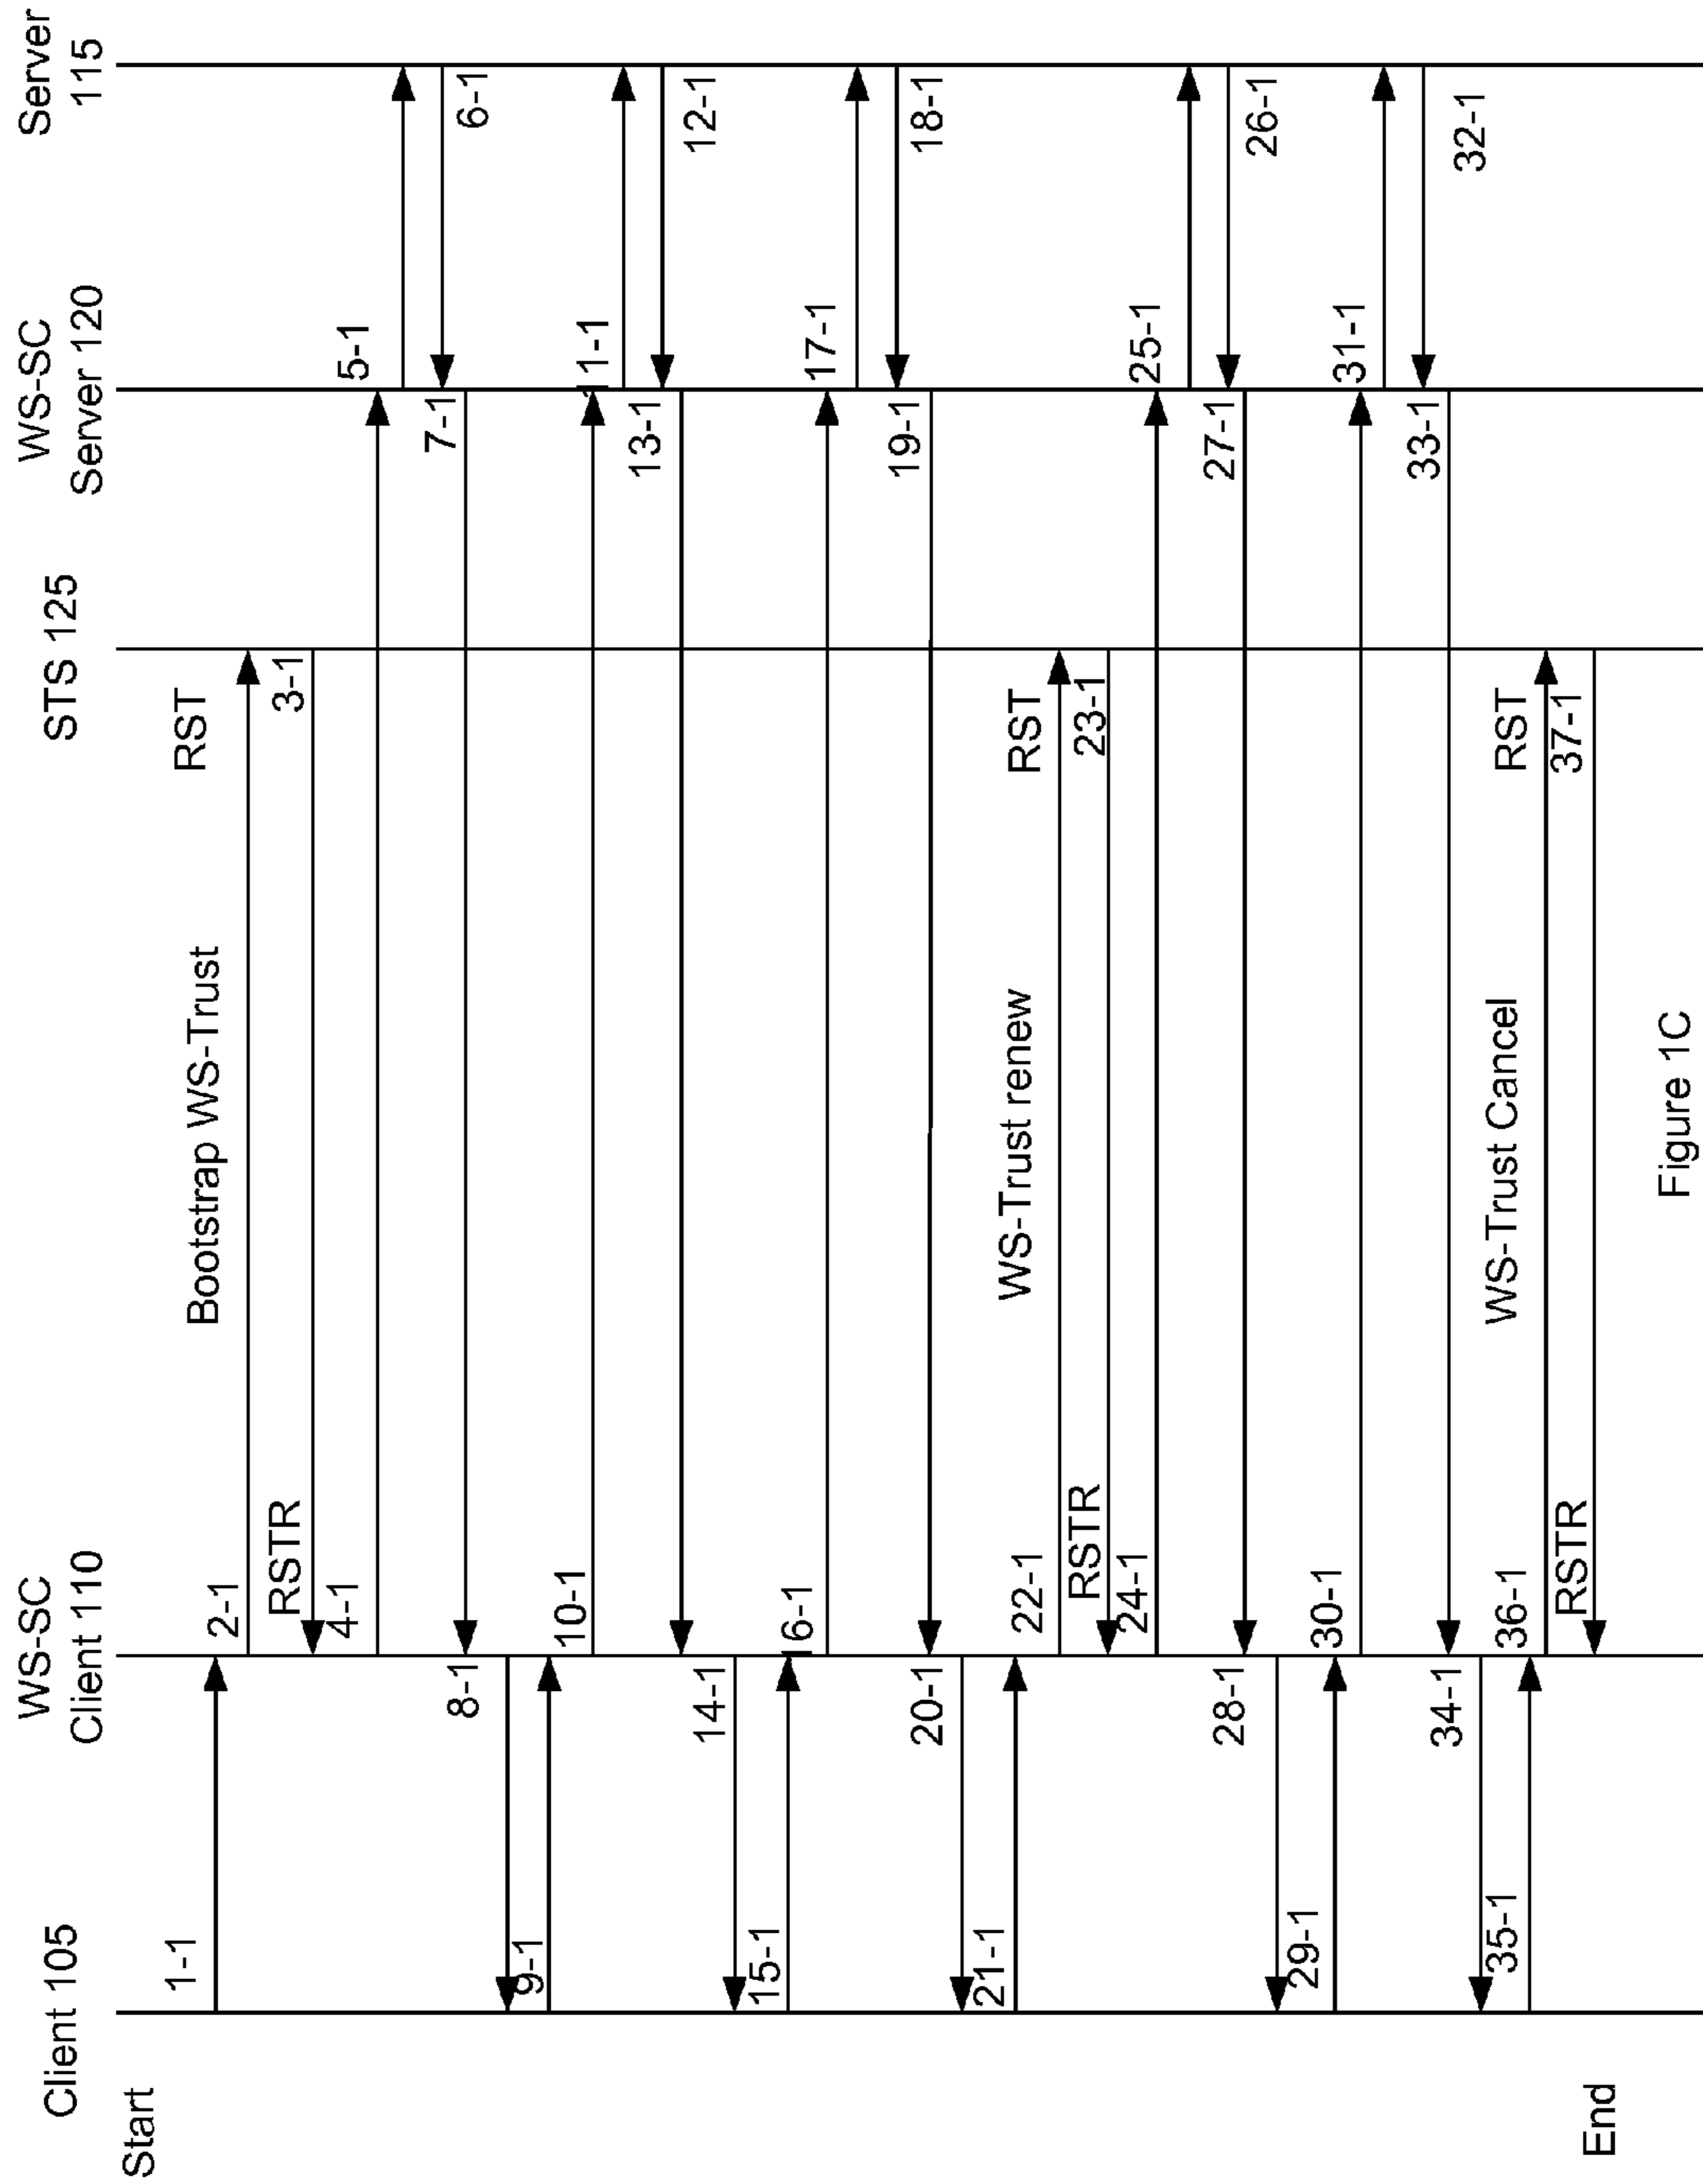 Client 105
WS-SC
Client 110
STS 125
WS-SC
Server 120
Server
115
Start
1-1
Bootstrap WS-Trust
RST
2-1
3-1
RSTR
4-1
5-1
6-1
7-1
8-1
9-1
10-1
11-1
12-1
13-1
14-1
15-1
16-1
17-1
18-1
19-1
20-1
21-1
WS-Trust renew
RST
22-1
23-1
RSTR
24-1
25-1
26-1
27-1
28-1
29-1
30-1
31-1
32-1
33-1
34-1
35-1
WS-Trust Cancel
RST
36-1
37-1
RSTR
End
Figure 1C